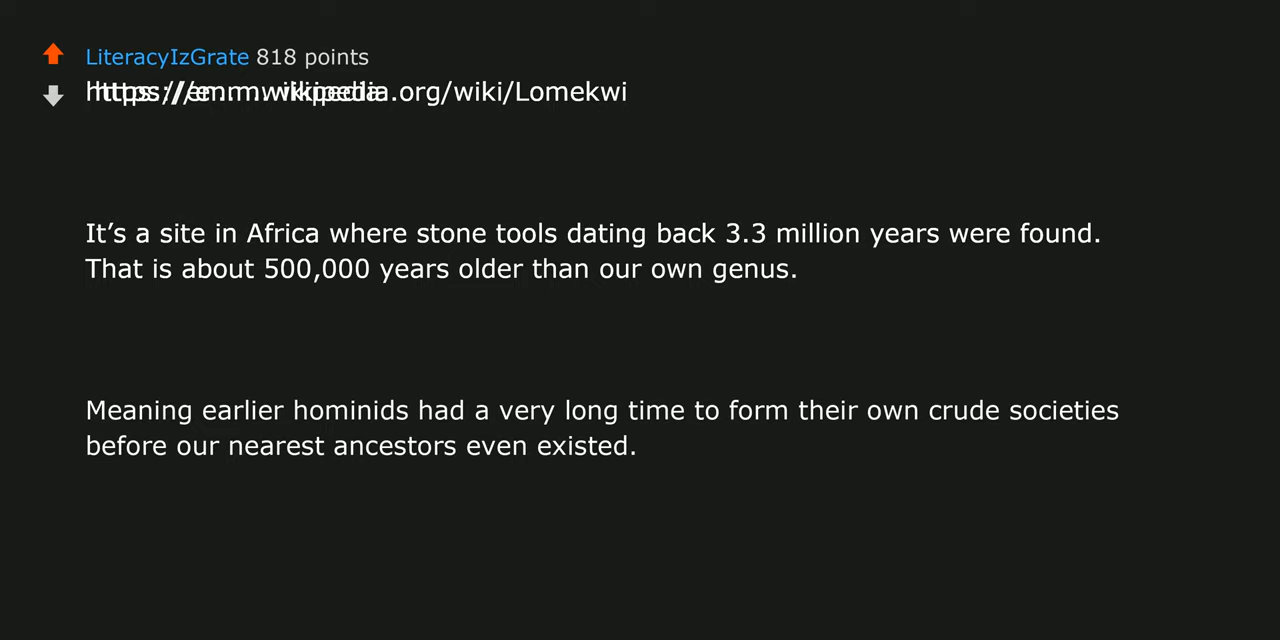 LiteracyIzGrate 818 points
.org/wiki/Lomekwi
It’s a site in Africa where stone tools dating back 3.3 million years were found.
That is about 500,000 years older than our own genus.
Meaning earlier hominids had a very long time to form their own crude societies
before our nearest ancestors even existed.